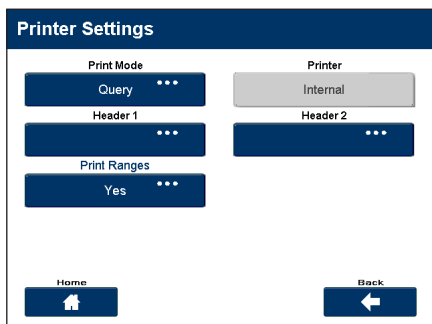 Printer Settings
Print Mode
Printer
Query
Internal
Header 1
Header 2
Print Ranges
Yes
Home
Back